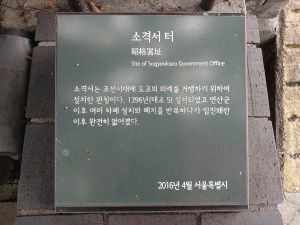 소격서 터
昭格署址
Site of Sogyeokseo Government Office
소격서는 조선시대에 도교의 의례를 거행하기 위하여
설치한 관청이다. 1396년(태조 5) 설치되었고 연산군
이후 여러 차례 설치와 폐지를 반복하다가 임진왜란
이후 완전히 없어졌다.
2016년 4월 서울특별시